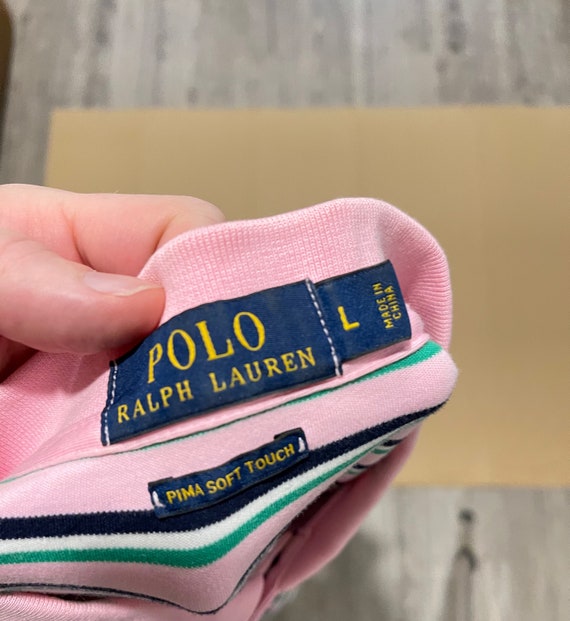 POLO
RALPH LAUREN
L
MADE IN
CHINA
PIMA SOFT TOUCH